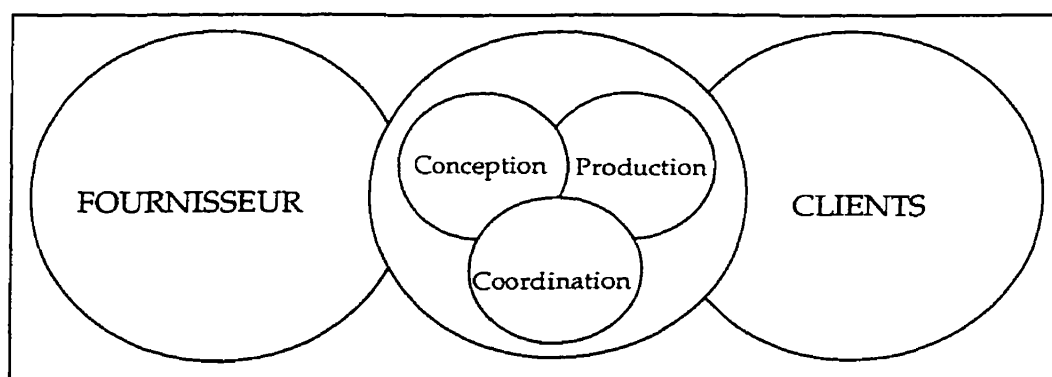 Conception
Production
FOURNISSEUR
CLIENTS
Coordination